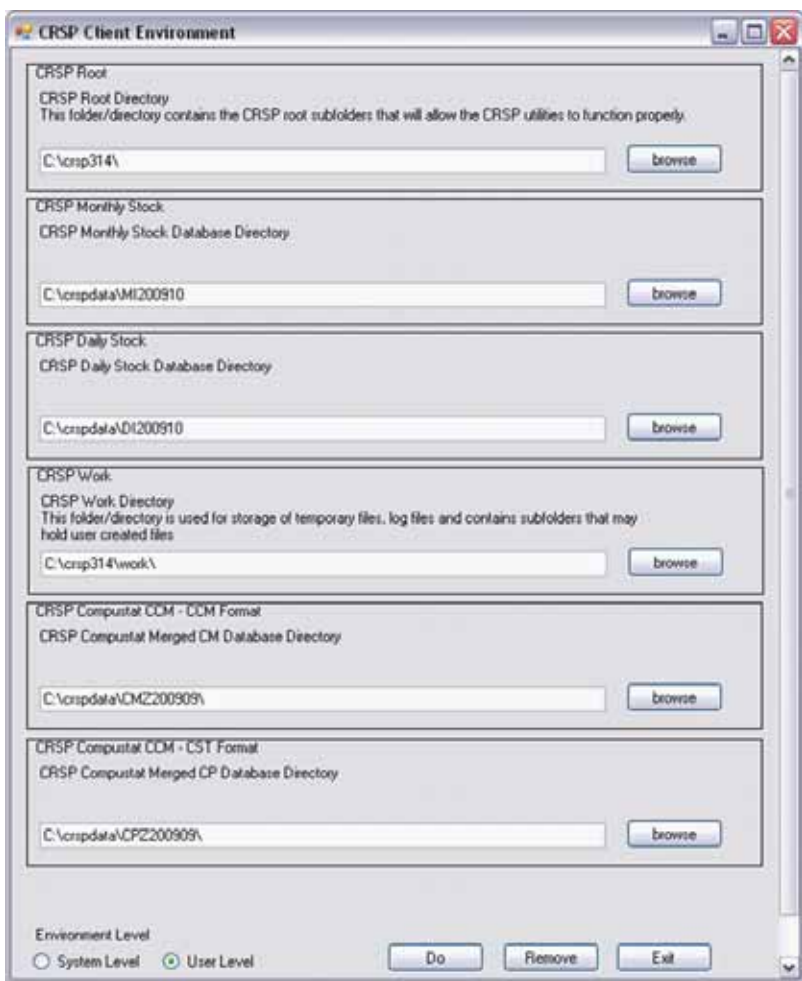 CRSP Client Environment
CRSP Root
CRSP Root Directory
This folder/directory contains the CRSP root subfolders that will allow the CRSP utilities to function properly.
C:\crsp314\
browse
CRSP Monthly Stock
CRSP Monthly Stock Database Directory
C:\crspdata\MI200910
browse
CRSP Daily Stock
CRSP Daily Stock Database Directory
C:\crspdata\DI200910
browse
CRSP Work
CRSP Work Directory
This folder/directory is used for storage of temporary files, log files and contains subfolders that may
hold user created files
C:\crsp314\work\
browse
CRSP Compustat CCM - CCM Format
CRSP Compustat Merged CM Database Directory
C:\crspdata\CMZ200909\
browse
CRSP Compustat CCM - CST Format
CRSP Compustat Merged CP Database Directory
C:\crspdata\CPZ200909\
browse
Environment Level
System Level User Level Do Remove Exit